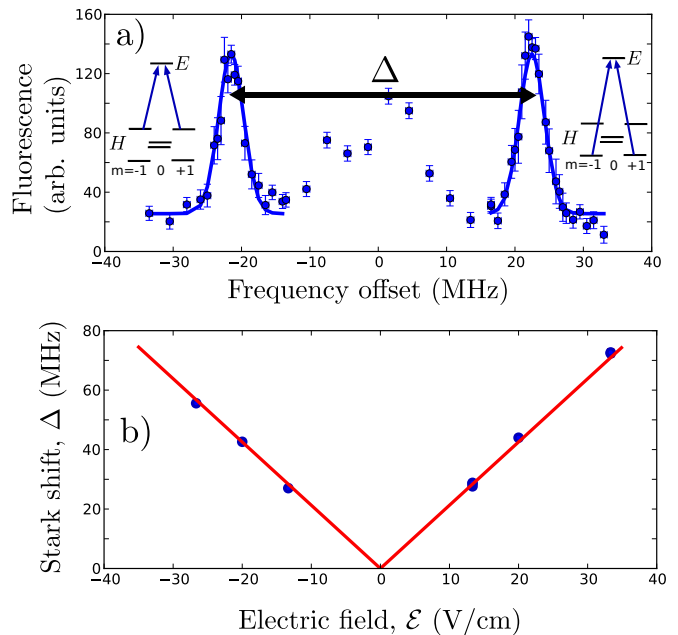 a)
Δ
E
E
H
H
m=-1 0 +1
m=-1 0 +1
Fluorescence
(arb. units)
160
120
80
40
0
−40 −30 −20 −10 0 10 20 30 40
Frequency offset (MHz)
b)
Stark shift, Δ (MHz)
80
60
40
20
0
−40 −30 −20 −10 0 10 20 30 40
Electric field, ℰ (V/cm)